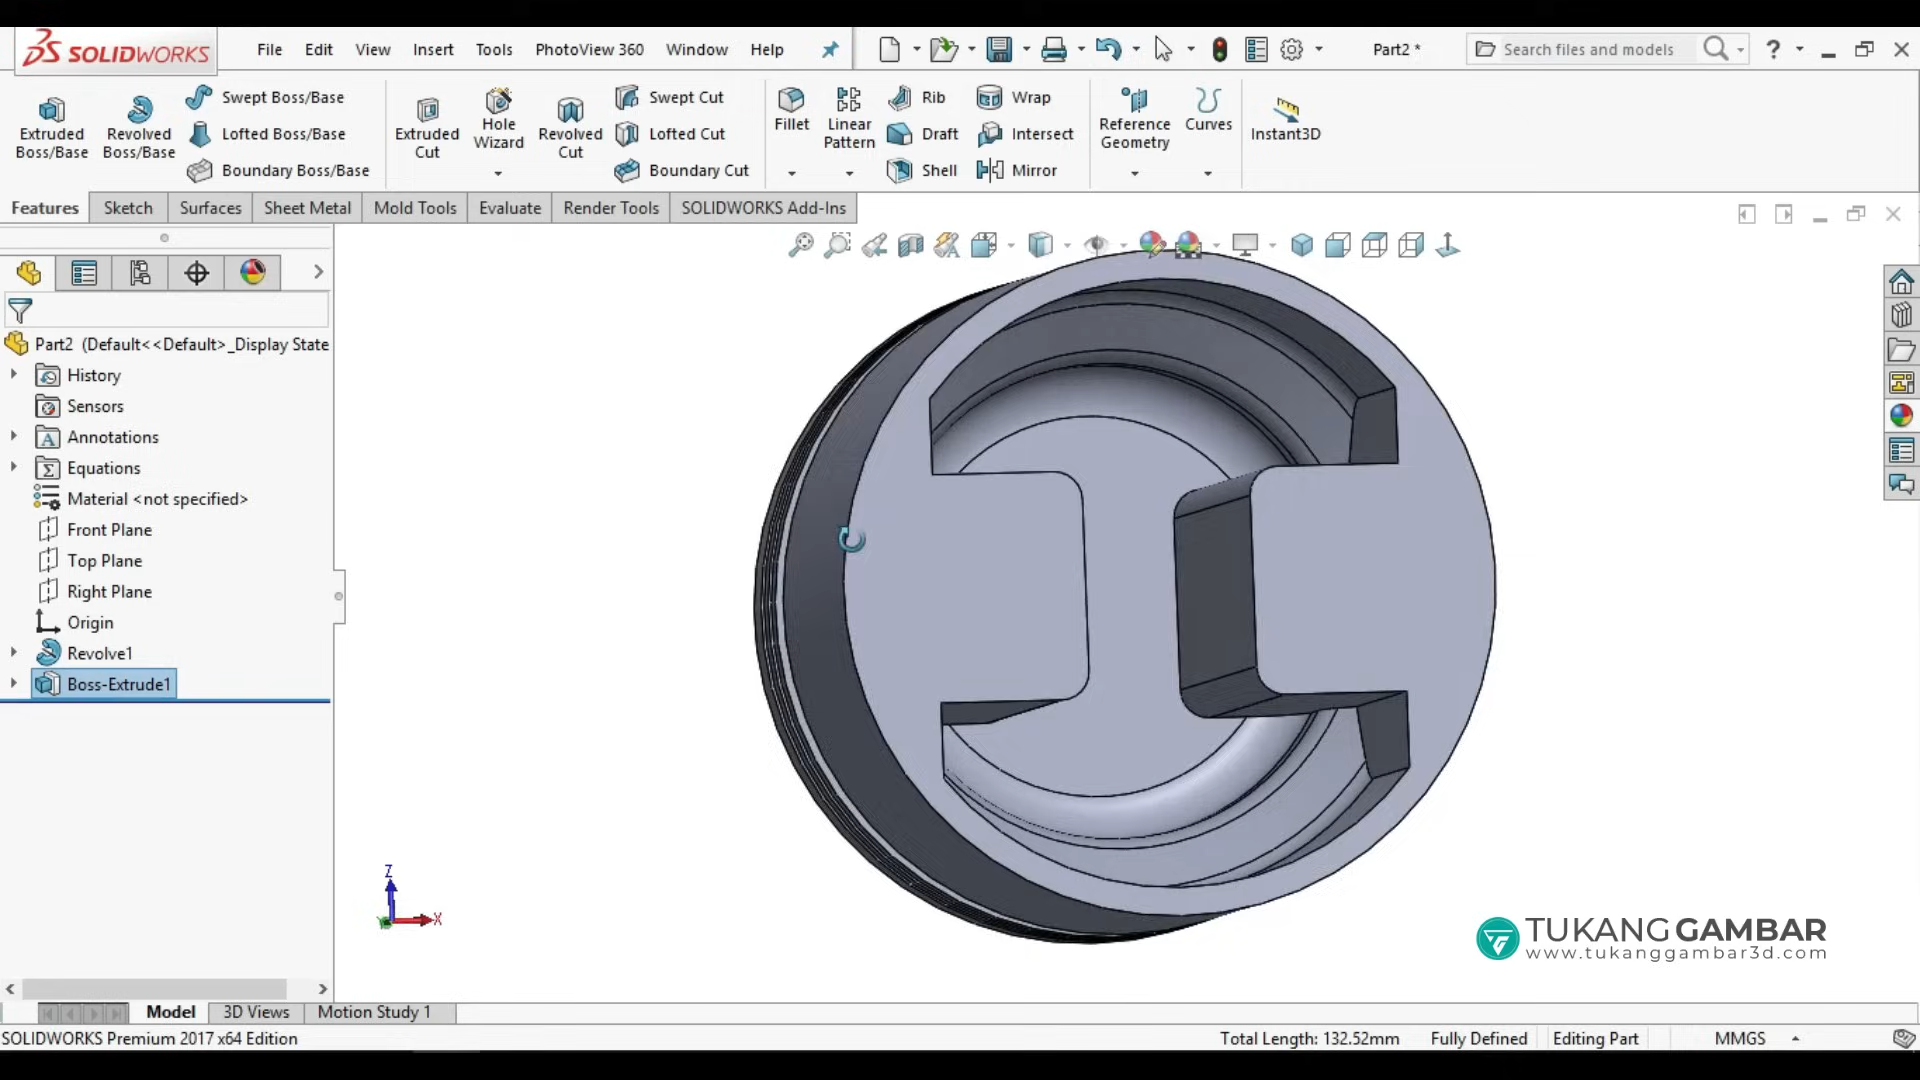 SOLIDWORKS File Edit View Insert Tools PhotoView 360 Window Help Part2 * Search files and models ?
Extruded Boss/Base
Revolved Boss/Base
Swept Boss/Base
Lofted Boss/Base
Boundary Boss/Base
Extruded Cut
Hole Wizard
Revolved Cut
Swept Cut
Lofted Cut
Boundary Cut
Fillet
Linear Pattern
Rib
Draft
Shell
Wrap
Intersect
Mirror
Reference Geometry
Curves
Instant3D
Features Sketch Surfaces Sheet Metal Mold Tools Evaluate Render Tools SOLIDWORKS Add-Ins
Part2 (Default<<Default>_Display State
History
Sensors
Annotations
Equations
Material <not specified>
Front Plane
Top Plane
Right Plane
Origin
Revolve1
Boss-Extrude1
Z
X
TUKANG GAMBAR
www.tukanggambar3d.com
Model 3D Views Motion Study 1
SOLIDWORKS Premium 2017 x64 Edition Total Length: 132.52mm Fully Defined Editing Part MMGS